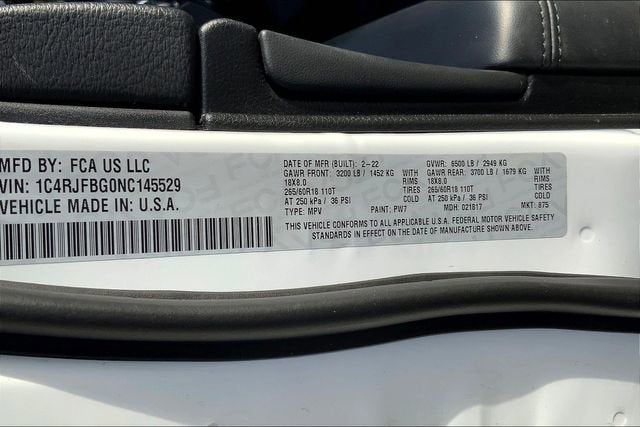 MFD BY: FCA US LLC
VIN: 1C4RJFBG0NC145529
VEHICLE MADE IN: U.S.A.
DATE OF MFR (BUILT): 2-22 GVWR: 6500 LB / 2949 KG
GAWR FRONT: 3200 LB / 1452 KG WITH GAWR REAR: 3700 LB / 1679 KG WITH
18X8.0 RIMS 18X8.0 RIMS
265/60R18 110T TIRES 265/60R18 110T TIRES
AT 250 kPa / 36 PSI COLD AT 250 kPa / 36 PSI COLD
TYPE: MPV PAINT: PW7 MDH: 021817 MKT: 875
THIS VEHICLE CONFORMS TO ALL APPLICABLE U.S.A. FEDERAL MOTOR VEHICLE SAFETY
STANDARDS IN EFFECT ON THE DATE OF MANUFACTURE SHOWN ABOVE.